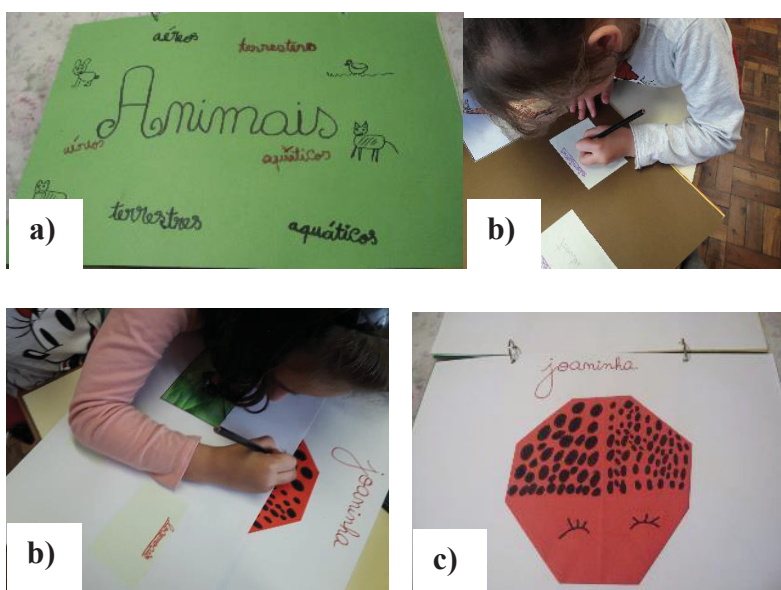 aéreos
terrestres
Animais
aéreos
aquáticos
terrestres
aquáticos
a)
b)
joaninha
b)
joaninha
c)